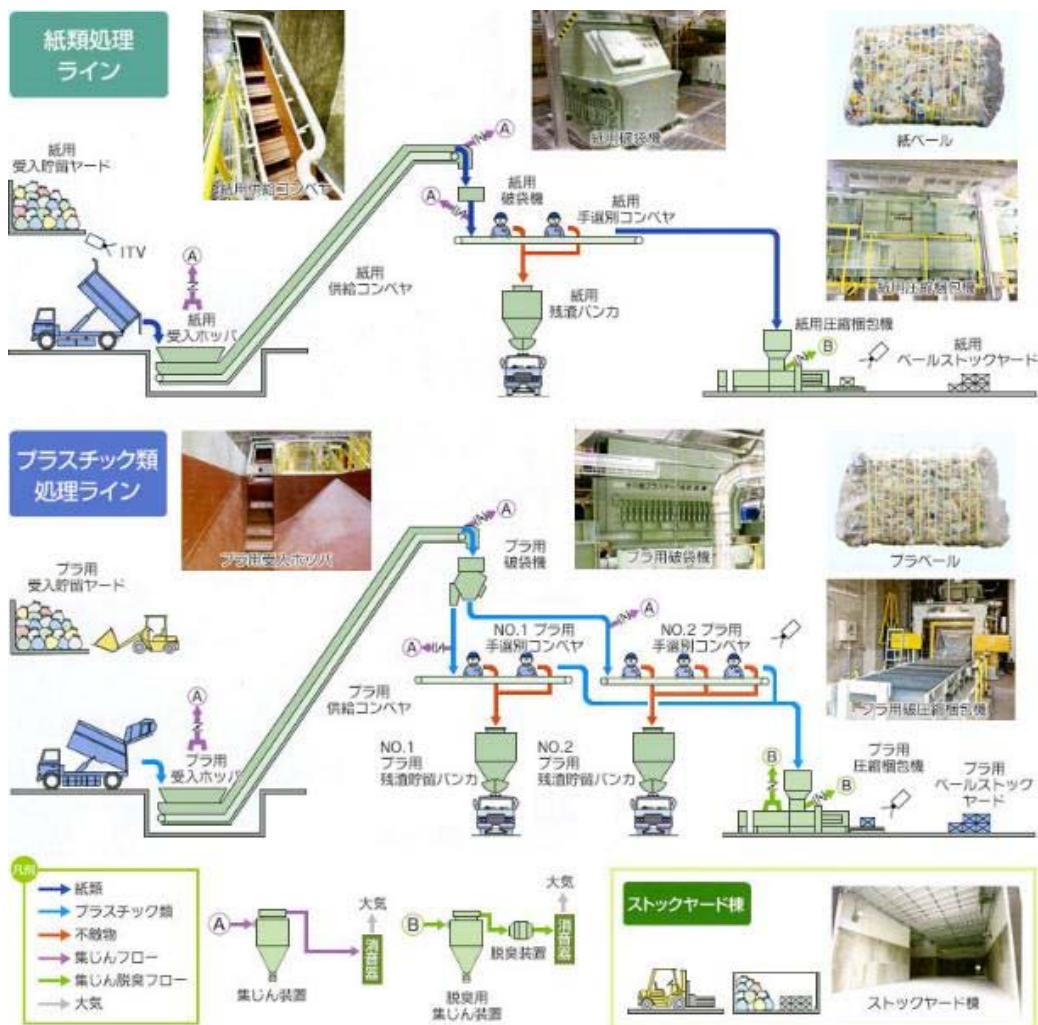 紙類処理
ライン
紙用
受入貯留ヤード
ITV
紙用供給コンベヤ
A
紙用破袋機
紙ベール
A
紙用
破袋機
紙用
手選別コンベヤ
A
紙用
受入ホッパ
紙用
供給コンベヤ
紙用
残渣バンカ
紙用圧縮梱包機
紙用圧縮梱包機
B
紙用
ベールストックヤード
プラスチック類
処理ライン
プラ用受入ホッパ
A
プラ用
破袋機
プラ用破袋機
プラベール
プラ用
受入貯留ヤード
A
NO.1 プラ用
手選別コンベヤ
A
NO.2 プラ用
手選別コンベヤ
プラ用破圧縮梱包機
A
プラ用
受入ホッパ
プラ用
供給コンベヤ
NO.1
プラ用
残渣貯留バンカ
NO.2
プラ用
残渣貯留バンカ
B
B
プラ用
圧縮梱包機
プラ用
ベールストック
ヤード
凡例
紙類
プラスチック類
不敵物
集じんフロー
集じん脱臭フロー
大気
A
集じん装置
大気
消音器
B
脱臭用
集じん装置
脱臭装置
大気
消音器
ストックヤード棟
ストックヤード棟